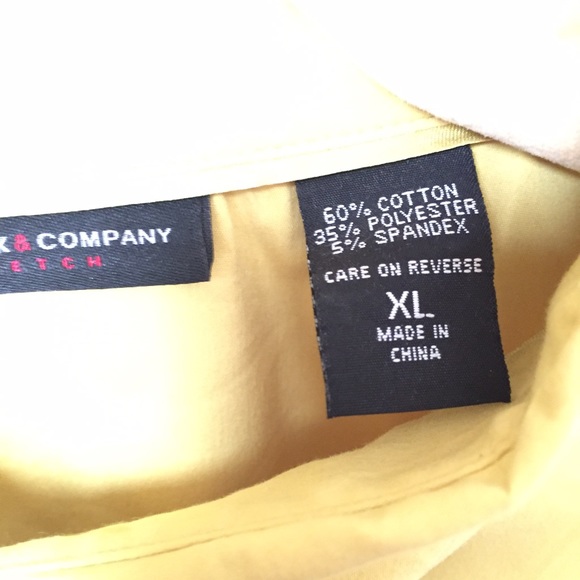 & COMPANY
60% COTTON
35% POLYESTER
5% SPANDEX
CARE ON REVERSE
XL
MADE IN
CHINA